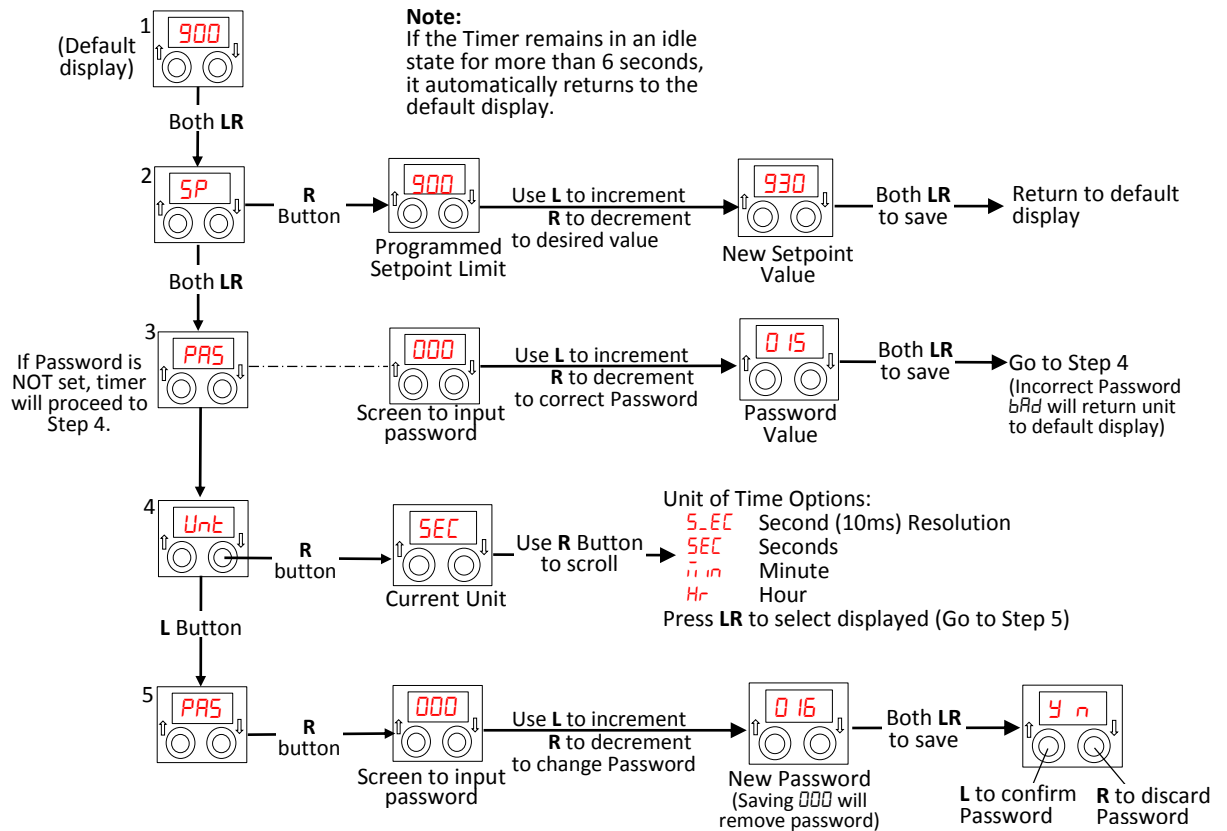 1
900
(Default
display)
Note:
If the Timer remains in an idle
state for more than 6 seconds,
it automatically returns to the
default display.
Both LR
2
SP
R
Button
900
Programmed
Setpoint Limit
Use L to increment
R to decrement
to desired value
930
New Setpoint
Value
Both LR
to save
Return to default
display
Both LR
3
PAS
If Password is
NOT set, timer
will proceed to
Step 4.
000
Screen to input
password
Use L to increment
R to decrement
to correct Password
015
Password
Value
Both LR
to save
Go to Step 4
(Incorrect Password
bAd will return unit
to default display)
4
Unt
R
button
SEC
Current Unit
Use R Button
to scroll
Unit of Time Options:
S_EC Second (10ms) Resolution
SEC Seconds
min Minute
Hr Hour
Press LR to select displayed (Go to Step 5)
L Button
5
PAS
R
button
000
Screen to input
password
Use L to increment
R to decrement
to change Password
016
New Password
(Saving 000 will
remove password)
Both LR
to save
y n
L to confirm
Password
R to discard
Password